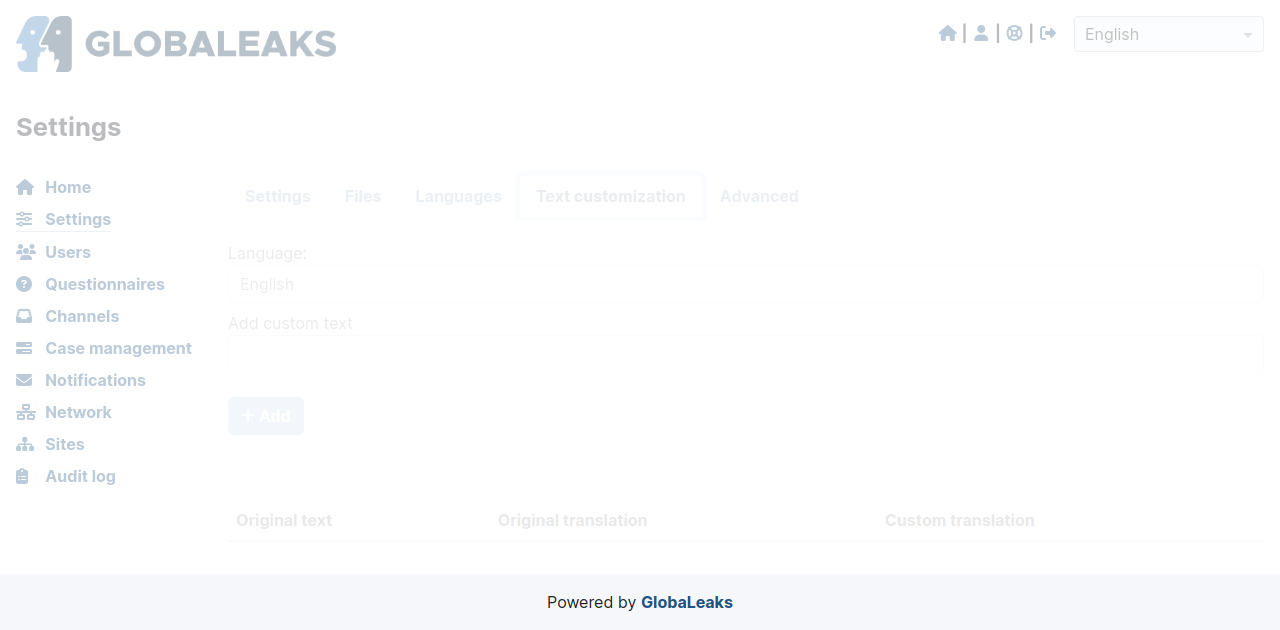 GLOBALEAKS
English
Settings
Home
Settings
Users
Questionnaires
Channels
Case management
Notifications
Network
Sites
Audit log
Settings Files Languages Text customization Advanced
Language:
English
Add custom text
Add
Original text Original translation Custom translation
Powered by GlobaLeaks